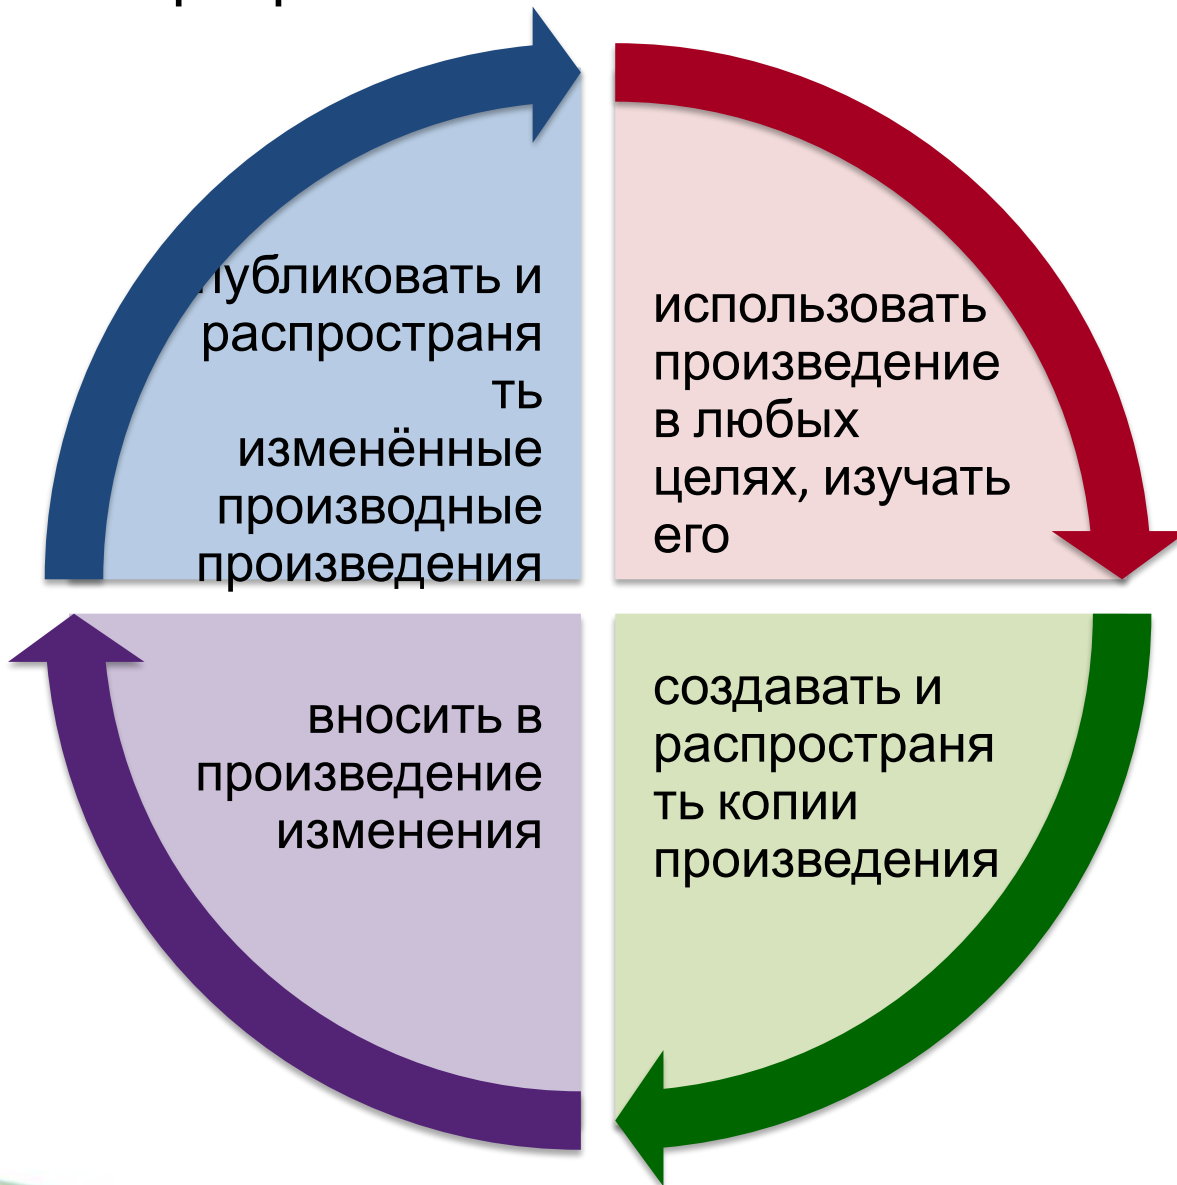 публиковать и
распространя
ть
изменённые
производные
произведения
использовать
произведение
в любых
целях, изучать
его
вносить в
произведение
изменения
создавать и
распространя
ть копии
произведения